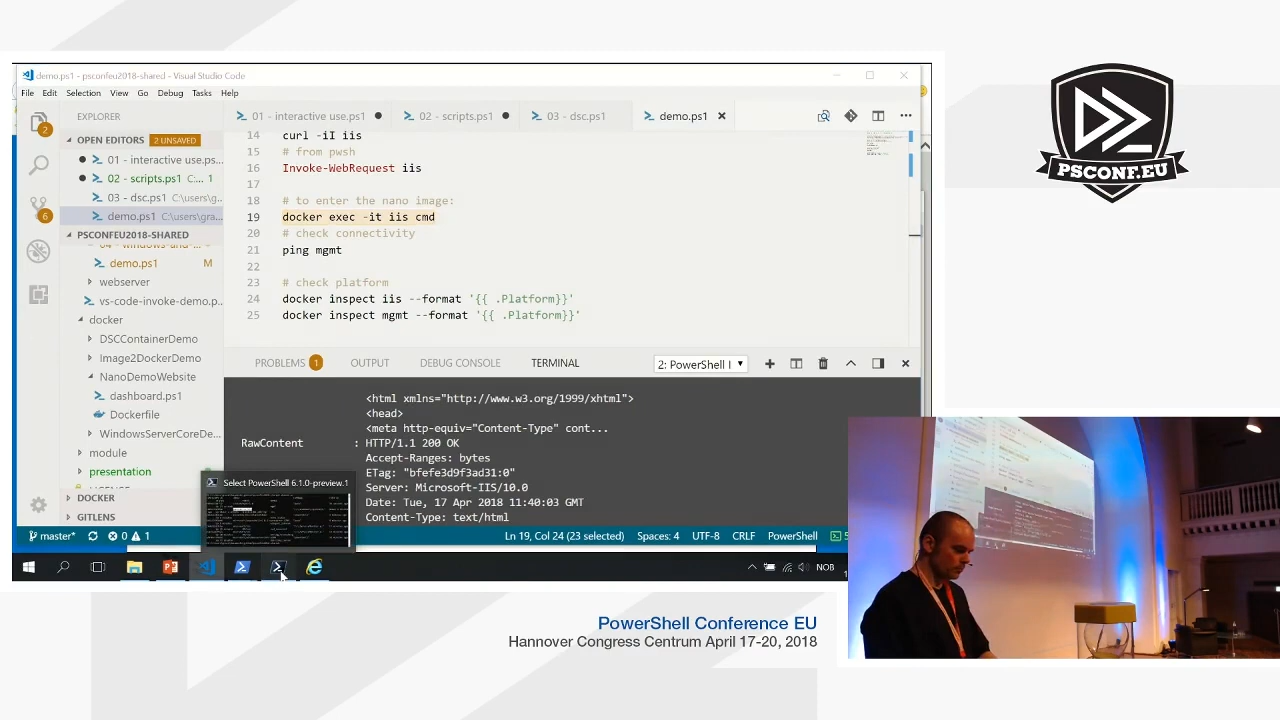 demo.ps1 - psconfeu2018-shared - Visual Studio Code
File Edit Selection View Go Debug Tasks Help
EXPLORER
OPEN EDITORS 2 UNSAVED
01 - interactive use.ps...
02 - scripts.ps1 C:... 1
03 - dsc.ps1 C:\users\g...
demo.ps1 C:\users\gra...
PSCONFEU2018-SHARED
demo.ps1 M
webserver
vs-code-invoke-demo.p...
docker
DSCContainerDemo
Image2DockerDemo
NanoDemoWebsite
dashboard.ps1
Dockerfile
WindowsServerCoreDe...
module
presentation
DOCKER
GITLENS
2
6
01 - interactive use.ps1
02 - scripts.ps1
03 - dsc.ps1
demo.ps1
14 curl -iI iis
15 # from pwsh
16 Invoke-WebRequest iis
17
18 # to enter the nano image:
19 docker exec -it iis cmd
20 # check connectivity
21 ping mgmt
22
23 # check platform
24 docker inspect iis --format '{{ .Platform}}'
25 docker inspect mgmt --format '{{ .Platform}}'
PROBLEMS 1 OUTPUT DEBUG CONSOLE TERMINAL 2: PowerShell I
<html xmlns="http://www.w3.org/1999/xhtml">
<head>
<meta http-equiv="Content-Type" cont...
RawContent : HTTP/1.1 200 OK
Accept-Ranges: bytes
ETag: "bfefe3d9f3ad31:0"
Server: Microsoft-IIS/10.0
Date: Tue, 17 Apr 2018 11:40:03 GMT
Content-Type: text/html
Select PowerShell 6.1.0-preview.1
master* 0 1 Ln 19, Col 24 (23 selected) Spaces: 4 UTF-8 CRLF PowerShell
NOB
PSCONF.EU
PowerShell Conference EU
Hannover Congress Centrum April 17-20, 2018